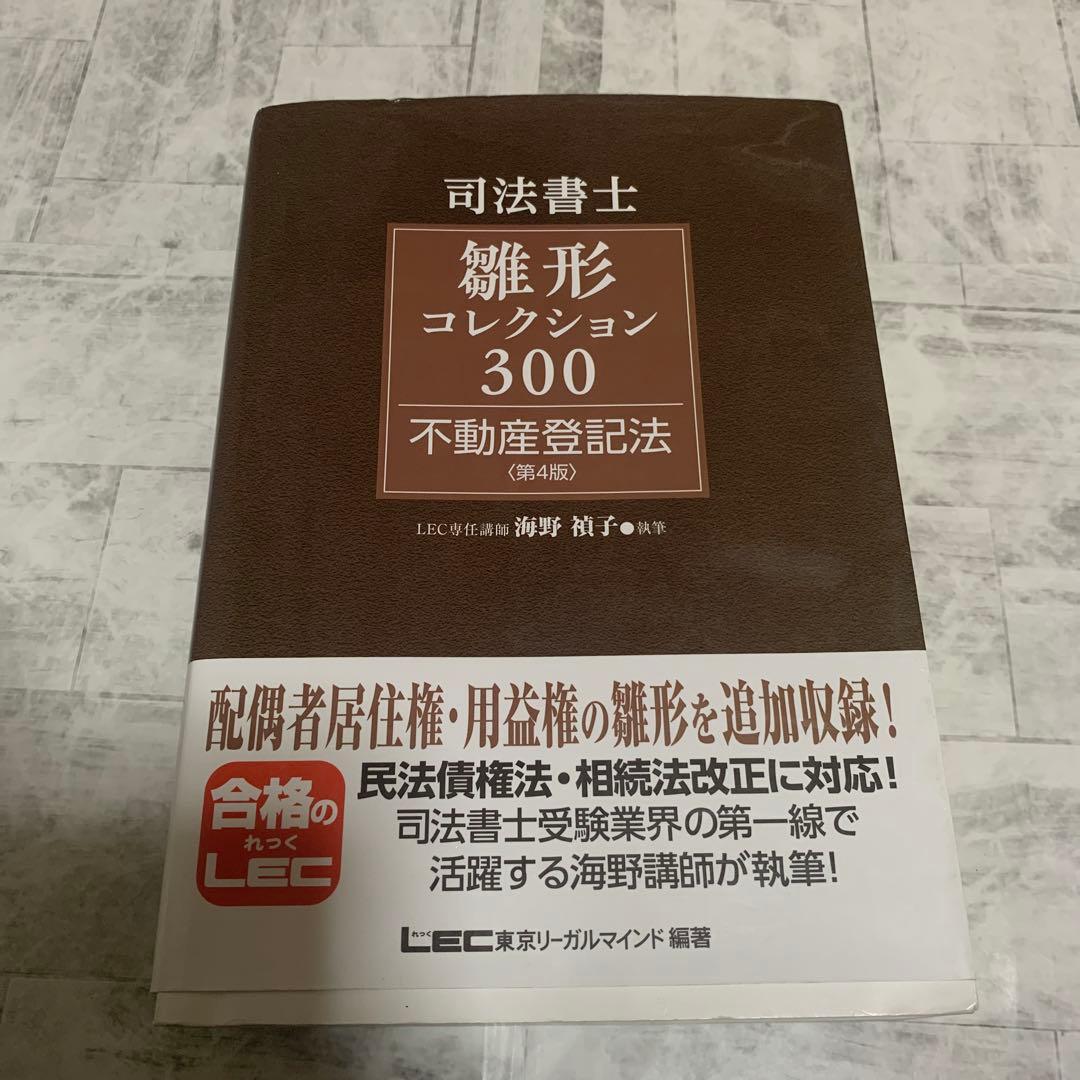 司法書士
雛形
コレクション
300
不動産登記法
〈第4版〉
LEC専任講師 海野 禎子●執筆
配偶者居住権・用益権の雛形を追加収録!
民法債権法・相続法改正に対応!
司法書士受験業界の第一線で
活躍する海野講師が執筆!
合格の
れっく
LEC
れっく
LEC東京リーガルマインド 編著